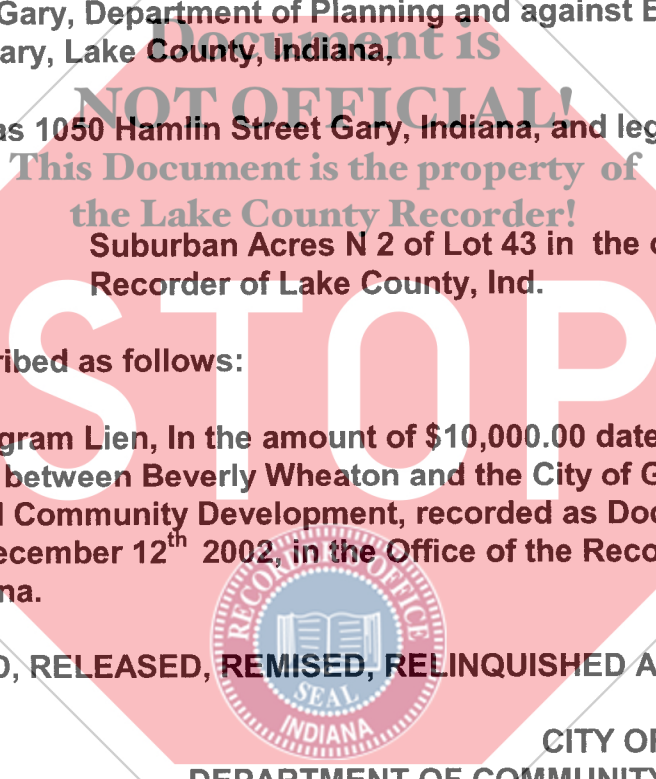 Gary, Department of Planning and against
Document is
ary, Lake County, Indiana,
NOT OFFICIAL!
as 1050 Hamlin Street Gary, Indiana, and leg
This Document is the property of
the Lake County Recorder!
Suburban Acres N 2 of Lot 43 in the
Recorder of Lake County, Ind.
STOP
ribed as follows:
gram Lien, In the amount of $10,000.00 date
between Beverly Wheaton and the City of G
Community Development, recorded as Doc
ecember 12th 2002, in the Office of the Reco
na.
RECORDER'S OFFICE
SEAL
INDIANA
D, RELEASED, REMISED, RELINQUISHED A
CITY OF
DEPARTMENT OF COMMUNITY